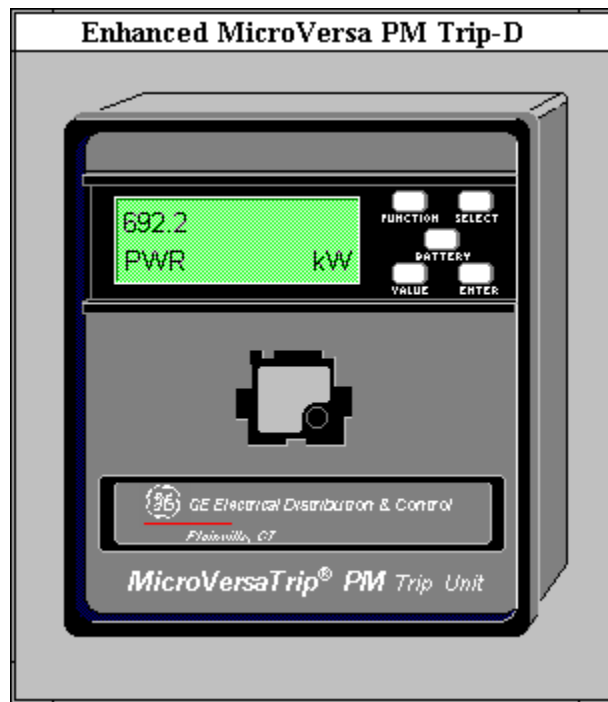 Enhanced MicroVersa PM Trip-D
692.2
PWR kW
FUNCTION SELECT
BATTERY
VALUE ENTER
GE GE Electrical Distribution & Control
Plainville, CT
MicroVersaTrip® PM Trip Unit